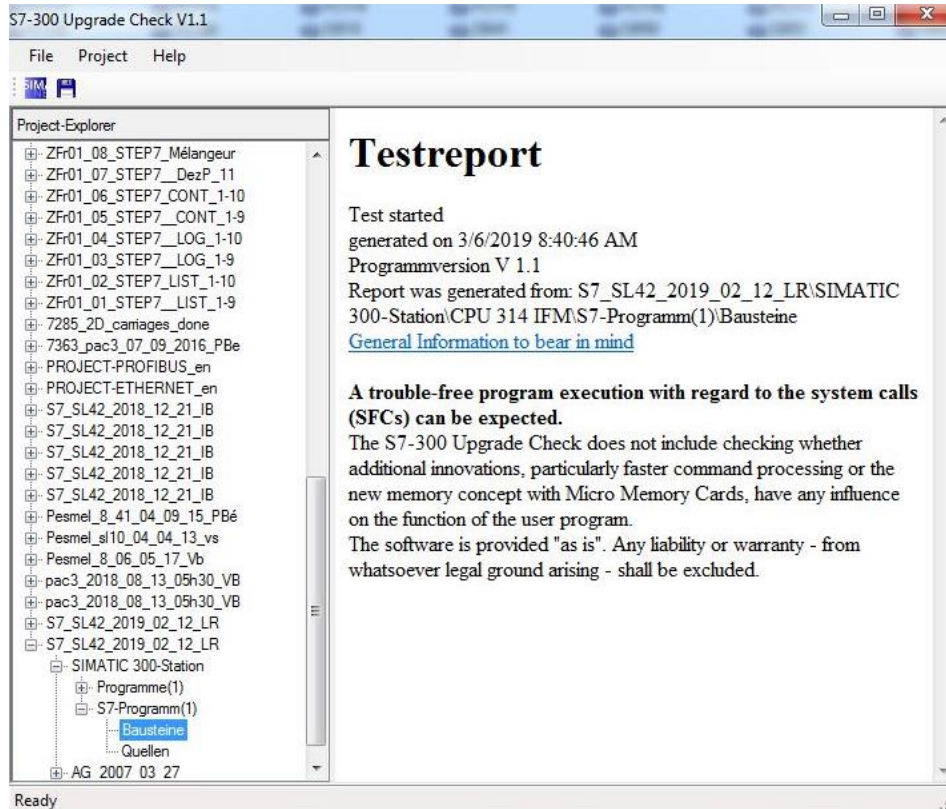 S7-300 Upgrade Check V1.1
File Project Help
SIM
Project-Explorer
ZFr01_08_STEP7_Mélangeur
ZFr01_07_STEP7__DezP_11
ZFr01_06_STEP7_CONT_1-10
ZFr01_05_STEP7__CONT_1-9
ZFr01_04_STEP7__LOG_1-10
ZFr01_03_STEP7__LOG_1-9
ZFr01_02_STEP7_LIST_1-10
ZFr01_01_STEP7__LIST_1-9
7285_2D_carriages_done
7363_pac3_07_09_2016_PBe
PROJECT-PROFIBUS_en
PROJECT-ETHERNET_en
S7_SL42_2018_12_21_IB
S7_SL42_2018_12_21_IB
S7_SL42_2018_12_21_IB
S7_SL42_2018_12_21_IB
S7_SL42_2018_12_21_IB
Pesmel_8_41_04_09_15_PBé
Pesmel_sl10_04_04_13_vs
Pesmel_8_06_05_17_Vb
pac3_2018_08_13_05h30_VB
pac3_2018_08_13_05h30_VB
S7_SL42_2019_02_12_LR
S7_SL42_2019_02_12_LR
SIMATIC 300-Station
Programme(1)
S7-Programm(1)
Bausteine
Quellen
AG_2007_03_27
Testreport
Test started
generated on 3/6/2019 8:40:46 AM
Programmversion V 1.1
Report was generated from: S7_SL42_2019_02_12_LR\SIMATIC
300-Station\CPU 314 IFM\S7-Programm(1)\Bausteine
General Information to bear in mind
A trouble-free program execution with regard to the system calls
(SFCs) can be expected.
The S7-300 Upgrade Check does not include checking whether
additional innovations, particularly faster command processing or the
new memory concept with Micro Memory Cards, have any influence
on the function of the user program.
The software is provided "as is". Any liability or warranty - from
whatsoever legal ground arising - shall be excluded.
Ready